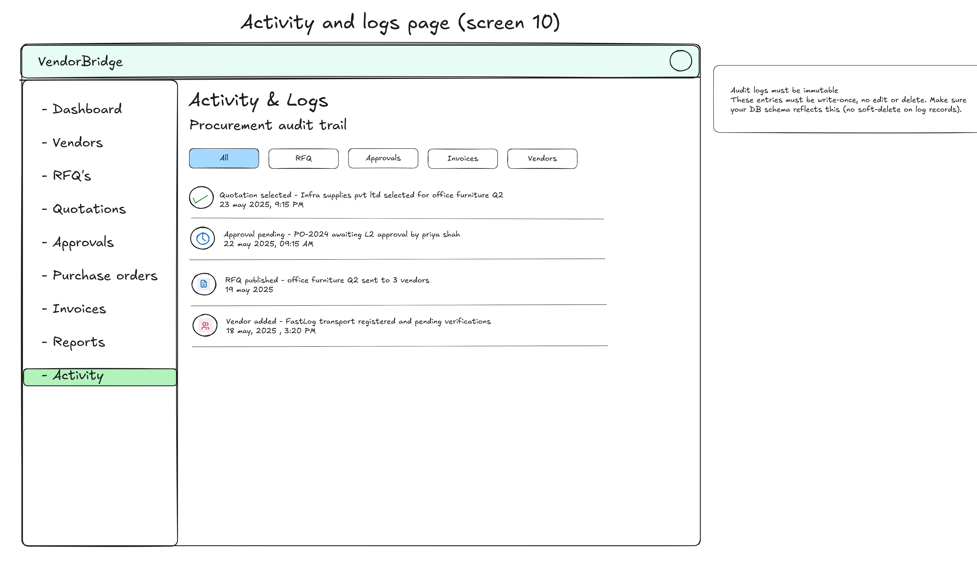 Activity and logs page (screen 10)
VendorBridge
- Dashboard
- Vendors
- RFQ's
- Quotations
- Approvals
- Purchase orders
- Invoices
- Reports
- Activity
Activity & Logs
Procurement audit trail
All
RFQ
Approvals
Invoices
Vendors
Quotation selected - Infra supplies pvt ltd selected for office furniture Q2
23 may 2025, 9:15 PM
Approval pending - PO-2024 awaiting L2 approval by priya shah
22 may 2025, 09:15 AM
RFQ published - office furniture Q2 sent to 3 vendors
19 may 2025
Vendor added - FastLog transport registered and pending verifications
18 may, 2025 , 3:20 PM
Audit logs must be immutable
These entries must be write-once, no edit or delete. Make sure
your DB schema reflects this (no soft-delete on log records).